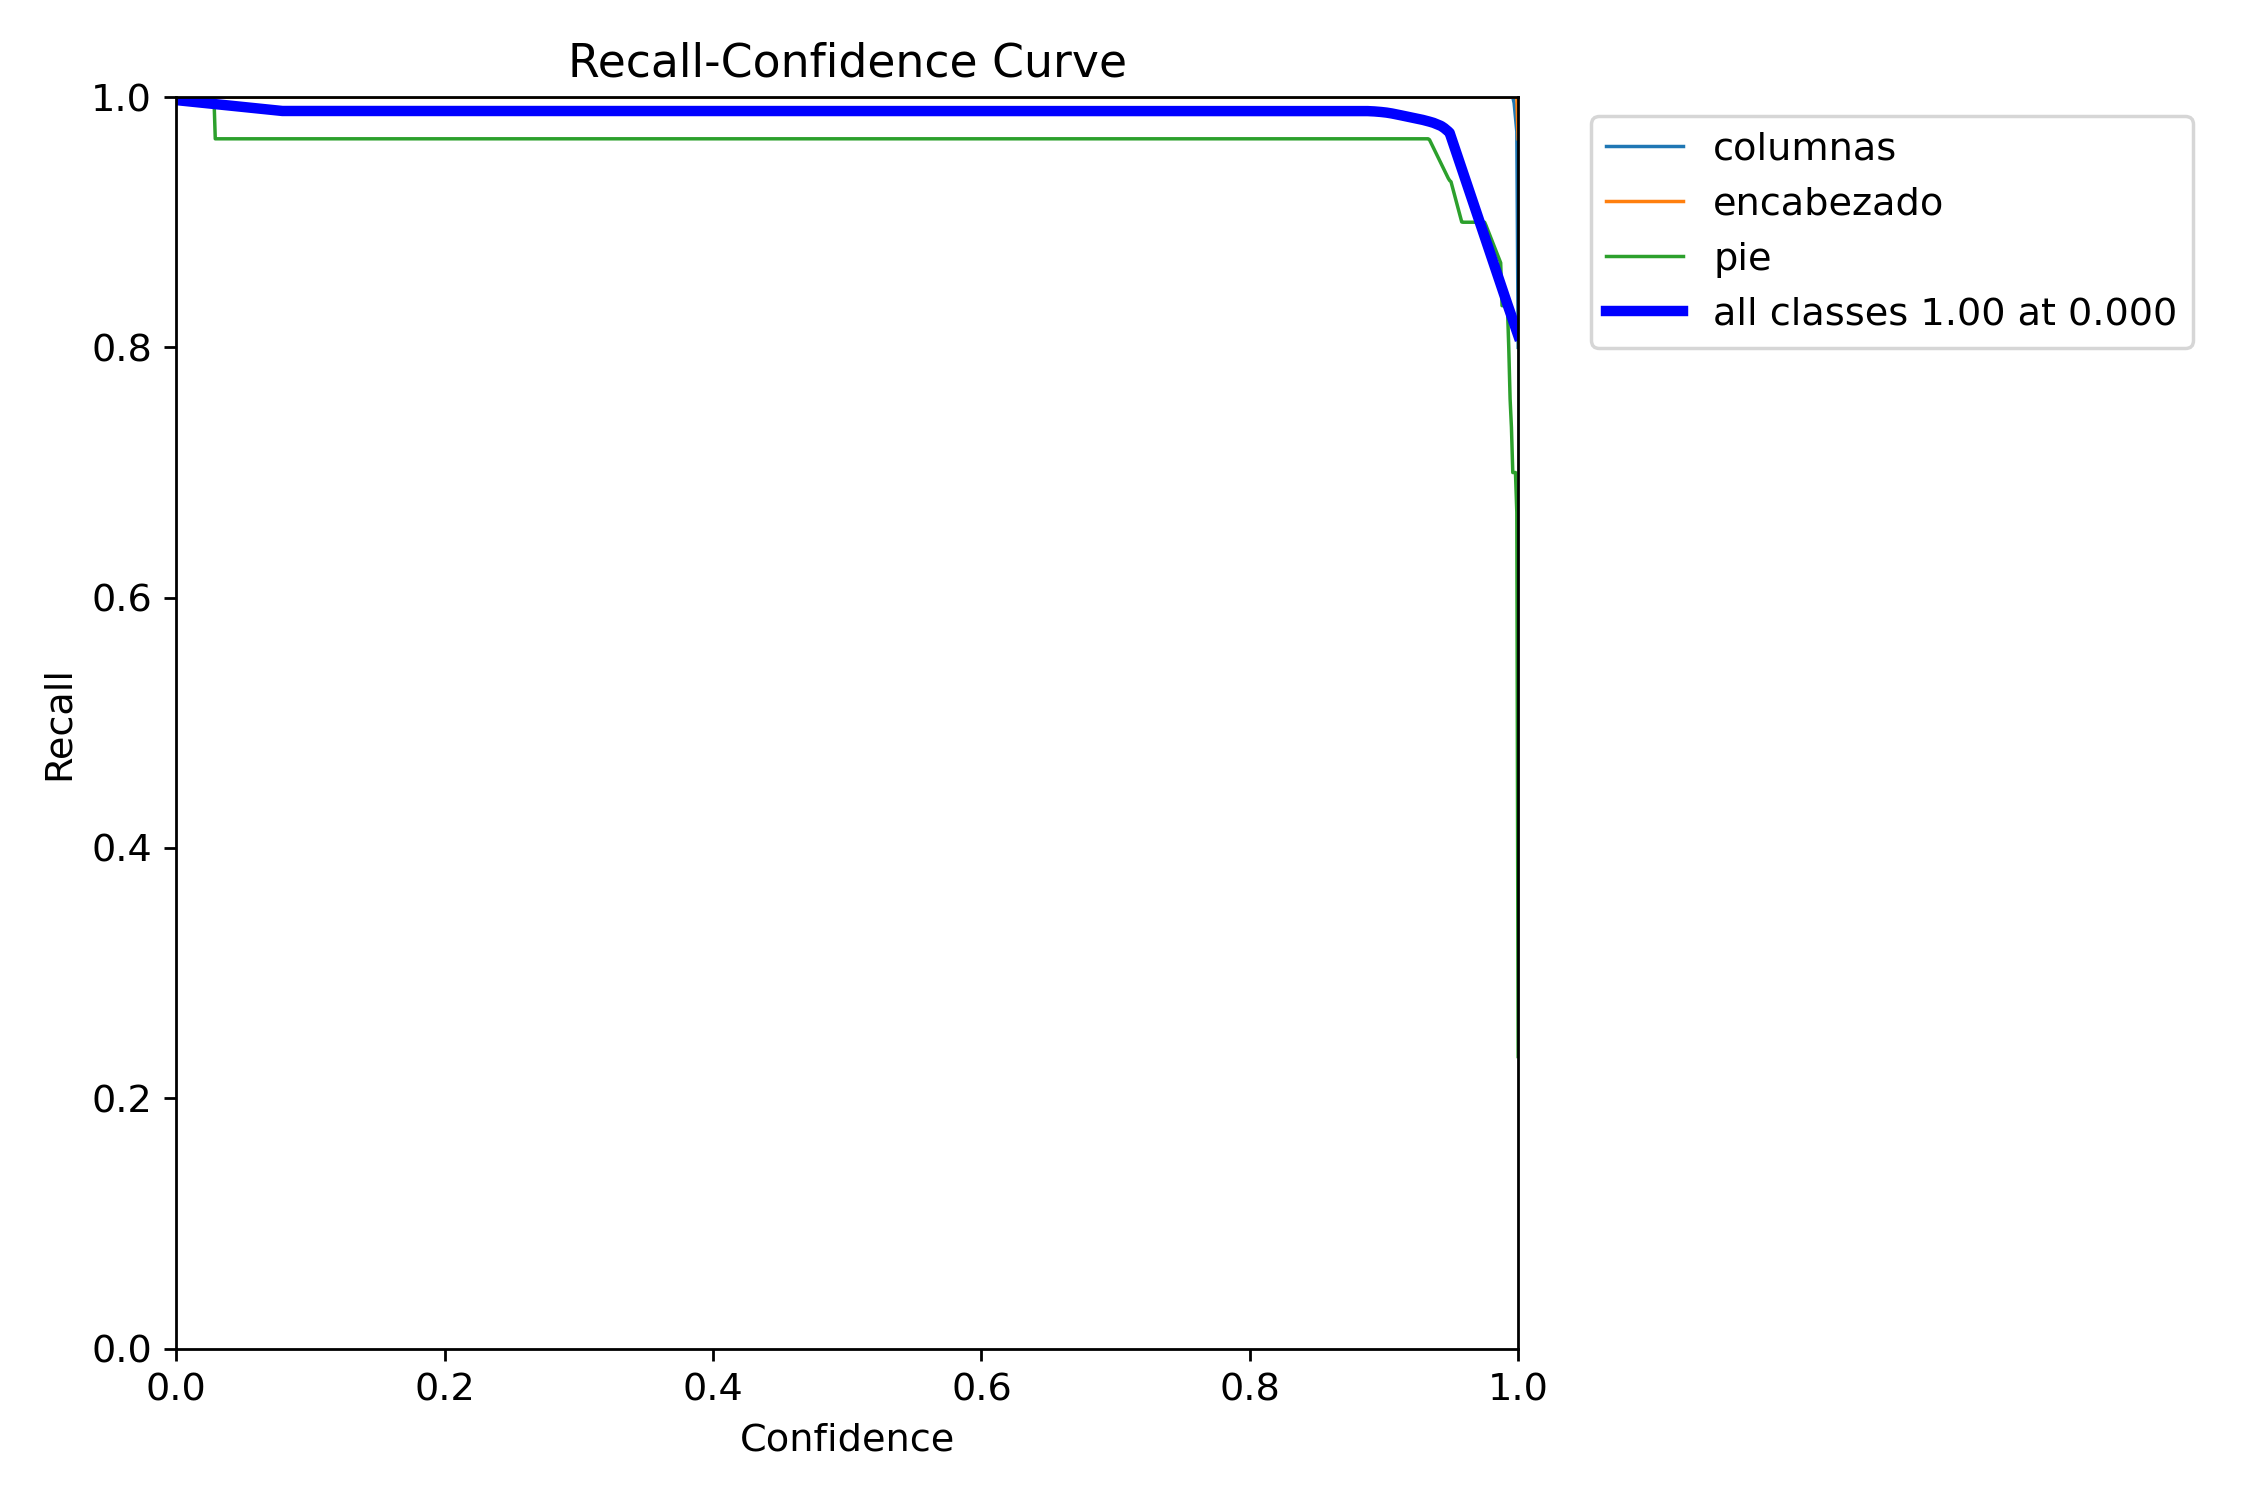 Recall-Confidence Curve
1.0
0.8
0.6
0.4
0.2
0.0
Recall
0.0 0.2 0.4 0.6 0.8 1.0
Confidence
columnas
encabezado
pie
all classes 1.00 at 0.000